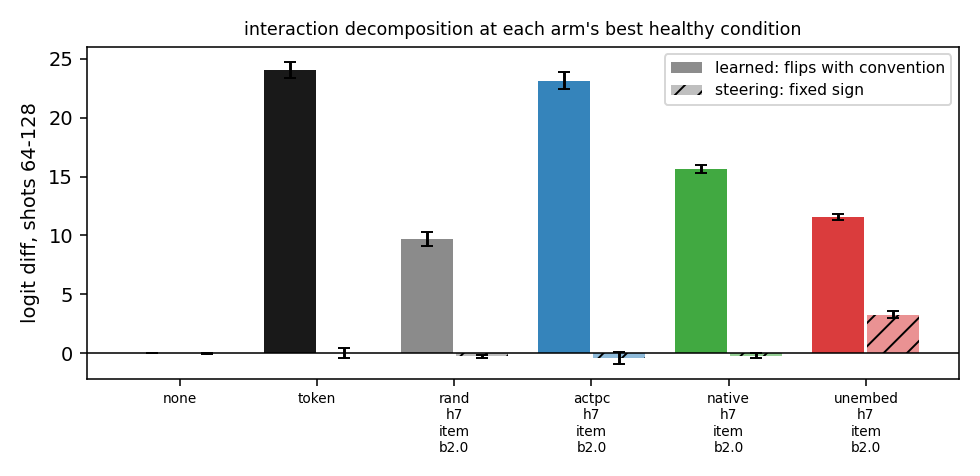 interaction decomposition at each arm's best healthy condition
learned: flips with convention
steering: fixed sign
logit diff, shots 64-128
25
20
15
10
5
0
none
token
rand
h7
item
b2.0
actpc
h7
item
b2.0
native
h7
item
b2.0
unembed
h7
item
b2.0